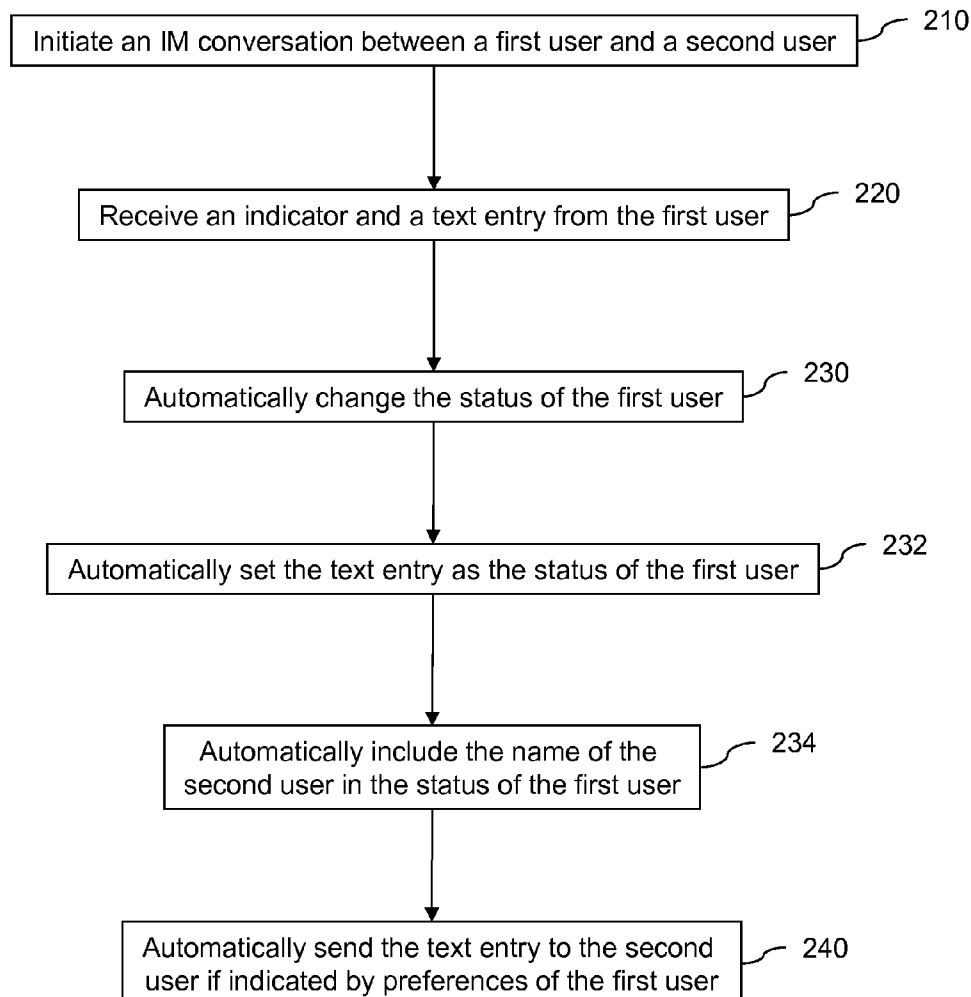 Initiate an IM conversation between a first user and a second user
210
Receive an indicator and a text entry from the first user
220
Automatically change the status of the first user
230
Automatically set the text entry as the status of the first user
232
Automatically include the name of the
second user in the status of the first user
234
Automatically send the text entry to the second
user if indicated by preferences of the first user
240